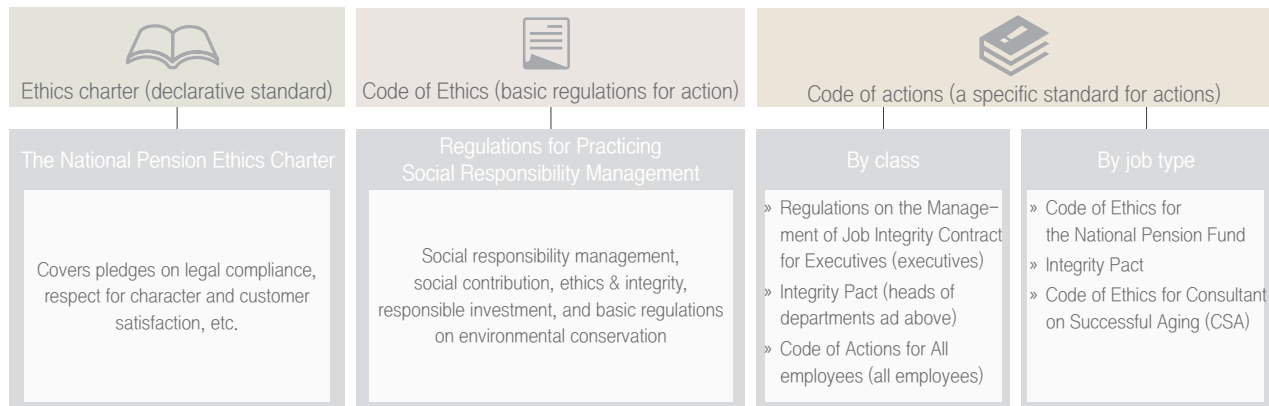 Ethics charter (declarative standard)
The National Pension Ethics Charter
Covers pledges on legal compliance,
respect for character and customer
satisfaction, etc.
Code of Ethics (basic regulations for action)
Regulations for Practicing
Social Responsibility Management
Social responsibility management,
social contribution, ethics & integrity,
responsible investment, and basic regulations
on environmental conservation
Code of actions (a specific standard for actions)
By class
» Regulations on the Manage-
ment of Job Integrity Contract
for Executives (executives)
» Integrity Pact (heads of
departments ad above)
» Code of Actions for All
employees (all employees)
By job type
» Code of Ethics for
the National Pension Fund
» Integrity Pact
» Code of Ethics for Consultant
on Successful Aging (CSA)